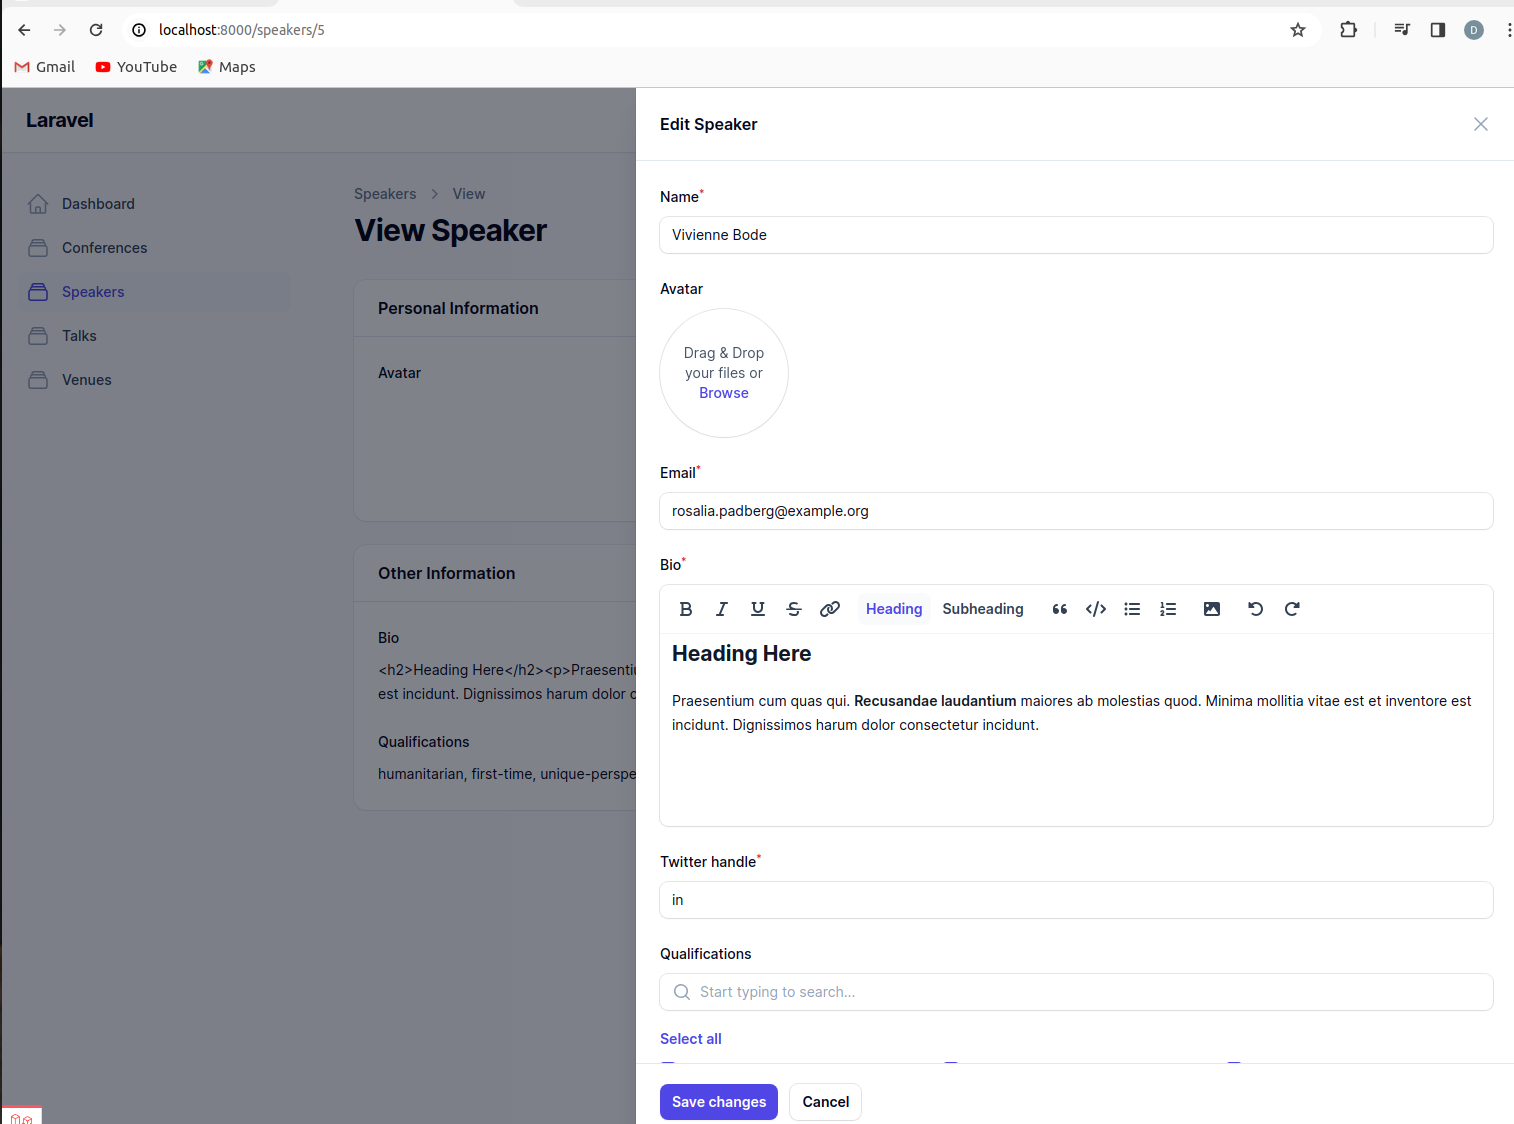 localhost:8000/speakers/5
D
Gmail YouTube Maps
Laravel
Dashboard
Conferences
Speakers
Talks
Venues
Speakers View
View Speaker
Personal Information
Avatar
Other Information
Bio
<h2>Heading Here</h2><p>Praesentiu
est incidunt. Dignissimos harum dolor c
Qualifications
humanitarian, first-time, unique-perspe
Edit Speaker
Name*
Vivienne Bode
Avatar
Drag & Drop
your files or
Browse
Email*
rosalia.padberg@example.org
Bio*
Heading Subheading
Heading Here
Praesentium cum quas qui. Recusandae laudantium maiores ab molestias quod. Minima mollitia vitae est et inventore est
incidunt. Dignissimos harum dolor consectetur incidunt.
Twitter handle*
in
Qualifications
Start typing to search...
Select all
Save changes Cancel